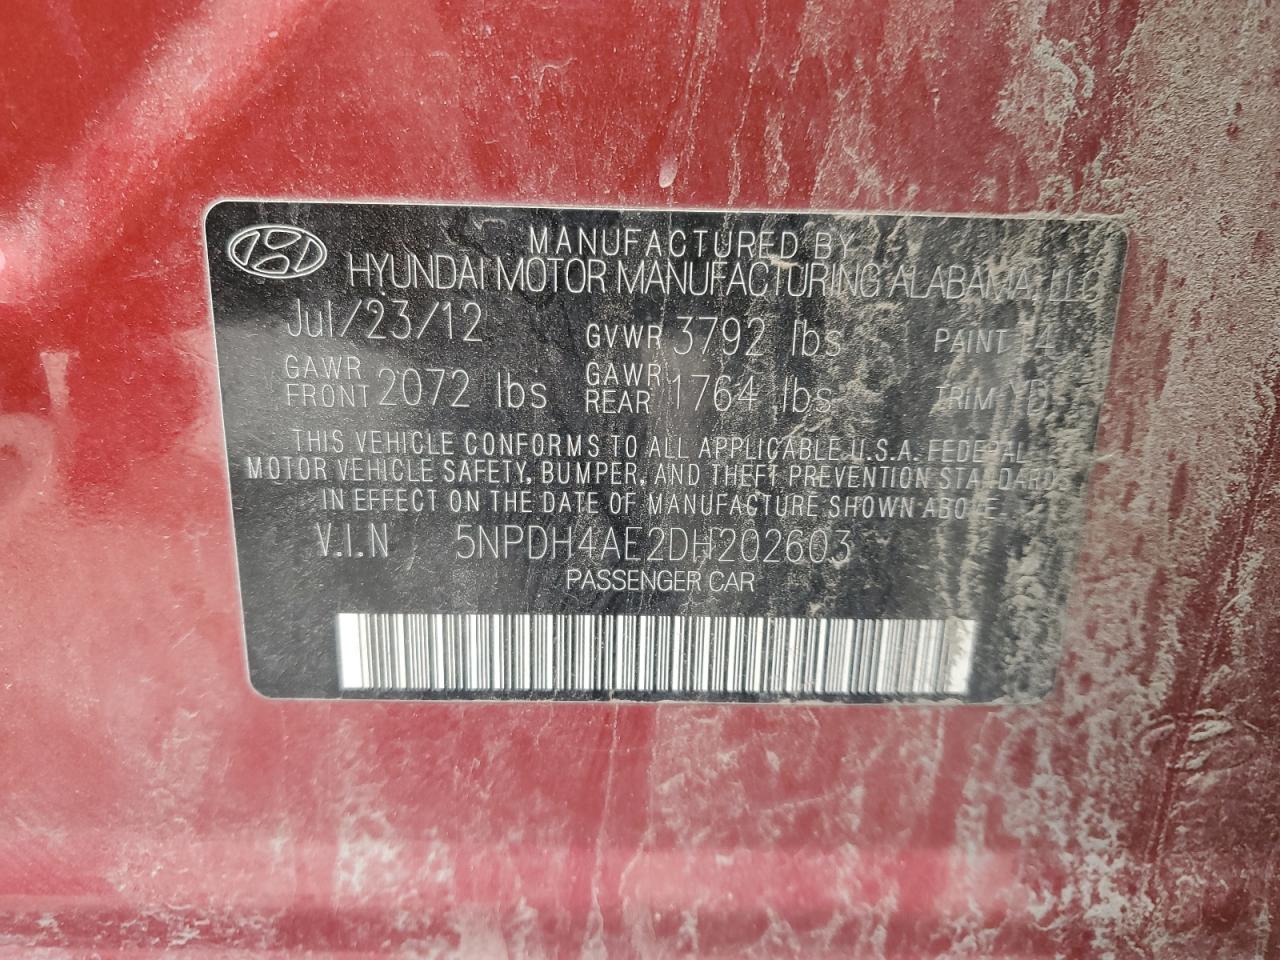 MANUFACTURED BY
HYUNDAI MOTOR MANUFACTURING ALABAMA, LLC
Jul/23/12 GVWR 3792 lbs PAINT
GAWR FRONT 2072 lbs GAWR REAR 1764 lbs TRIM YD
THIS VEHICLE CONFORMS TO ALL APPLICABLE U.S.A. FEDERAL
MOTOR VEHICLE SAFETY, BUMPER, AND THEFT PREVENTION STANDARD
IN EFFECT ON THE DATE OF MANUFACTURE SHOWN ABOVE.
V.I.N 5NPDH4AE2DH202603
PASSENGER CAR